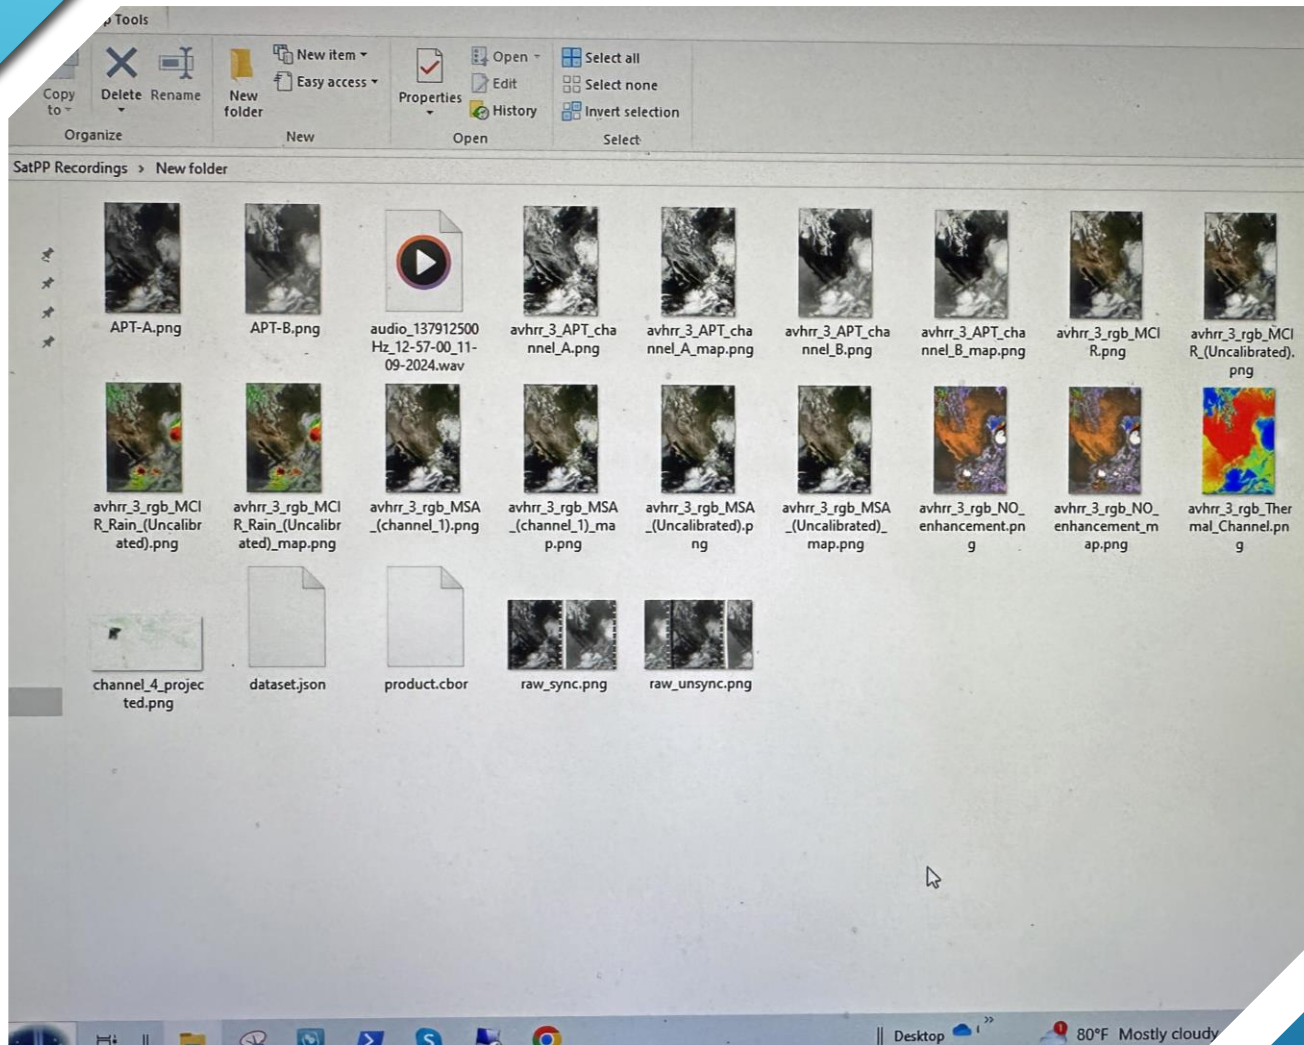 Tools
Copy
to
Delete
Rename
New
folder
New item
Easy access
Properties
Open
Edit
History
Select all
Select none
Invert selection
Organize
New
Open
Select
SatPP Recordings > New folder
APT-A.png
APT-B.png
audio_137912500
Hz_12-57-00_11-
09-2024.wav
avhrr_3_APT_cha
nnel_A.png
avhrr_3_APT_cha
nnel_A_map.png
avhrr_3_APT_cha
nnel_B.png
avhrr_3_APT_cha
nnel_B_map.png
avhrr_3_rgb_MCI
R.png
avhrr_3_rgb_MCI
R_(Uncalibrated).
png
avhrr_3_rgb_MCI
R_Rain_(Uncalibr
ated).png
avhrr_3_rgb_MCI
R_Rain_(Uncalibr
ated)_map.png
avhrr_3_rgb_MSA
_(channel_1).png
avhrr_3_rgb_MSA
_(channel_1)_ma
p.png
avhrr_3_rgb_MSA
_(Uncalibrated).p
ng
avhrr_3_rgb_MSA
_(Uncalibrated)_
map.png
avhrr_3_rgb_NO_
enhancement.pn
g
avhrr_3_rgb_NO_
enhancement_m
ap.png
avhrr_3_rgb_Ther
mal_Channel.pn
g
channel_4_projec
ted.png
dataset.json
product.cbor
raw_sync.png
raw_unsync.png
Desktop
1
80°F Mostly cloudy